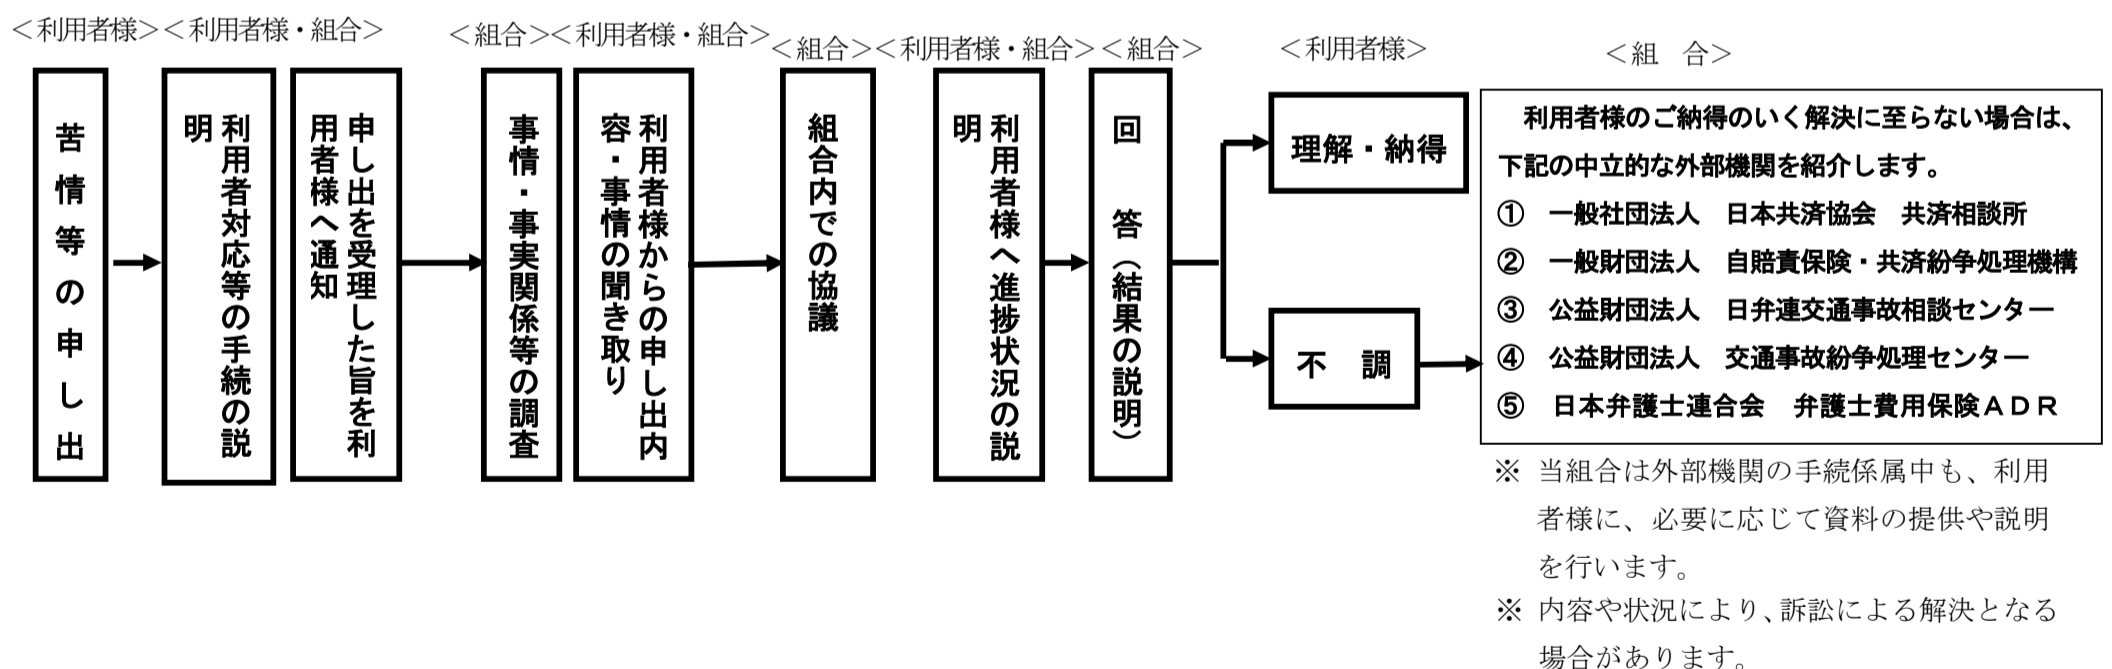 ＜利用者様＞
＜利用者様・組合＞
＜組合＞
＜利用者様・組合＞
＜組合＞
＜利用者様・組合＞
＜組合＞
＜利用者様＞
＜組　合＞
苦情等の申し出
利用者対応等の手続の説
明
申し出を受理した旨を利
用者様へ通知
事情・事実関係等の調査
利用者様からの申し出内
容・事情の聞き取り
組合内での協議
利用者様へ進捗状況の説
明
回　答（結果の説明）
理解・納得
不　調
利用者様のご納得のいく解決に至らない場合は、
下記の中立的な外部機関を紹介します。
①　一般社団法人　日本共済協会　共済相談所
②　一般財団法人　自賠責保険・共済紛争処理機構
③　公益財団法人　日弁連交通事故相談センター
④　公益財団法人　交通事故紛争処理センター
⑤　日本弁護士連合会　弁護士費用保険ＡＤＲ
※ 当組合は外部機関の手続係属中も、利用
者様に、必要に応じて資料の提供や説明
を行います。
※ 内容や状況により、訴訟による解決となる
場合があります。